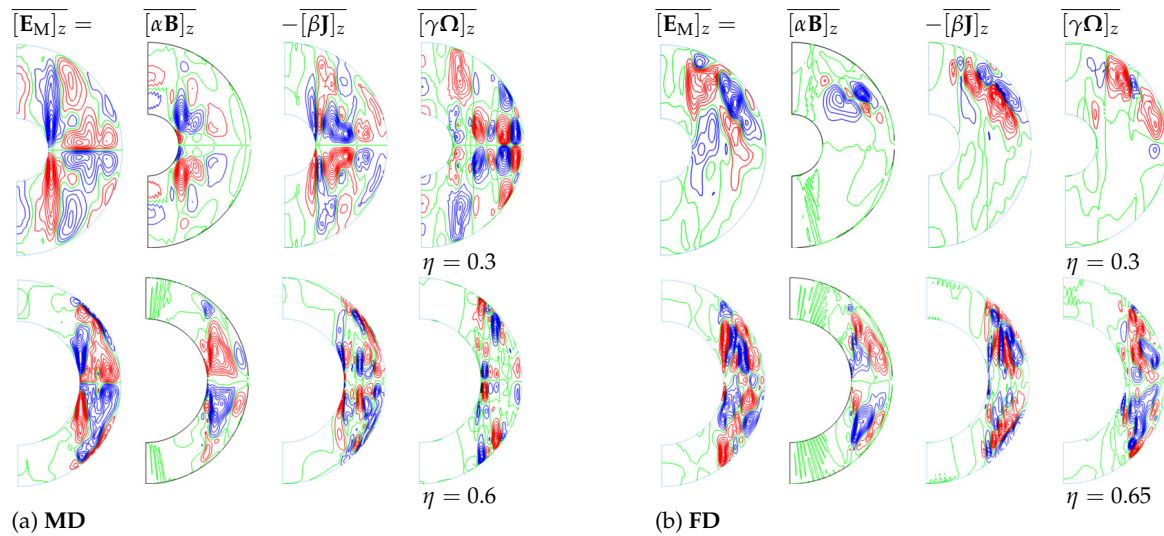 [E_M]_z = [αB]_z −[βJ]_z [γΩ]_z
[E_M]_z = [αB]_z −[βJ]_z [γΩ]_z
η = 0.3
η = 0.3
η = 0.6
η = 0.65
(a) MD
(b) FD